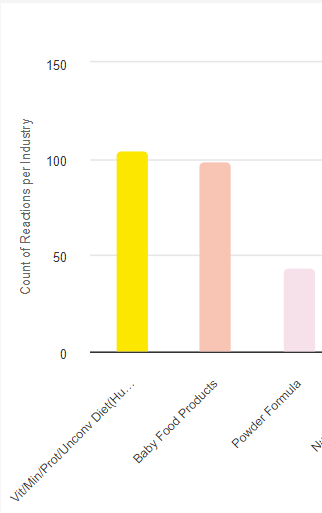 Count of Reactions per Industry
150
100
50
0
Vit/Min/Prot/Unconv Diet(Hu...
Baby Food Products
Powder Formula